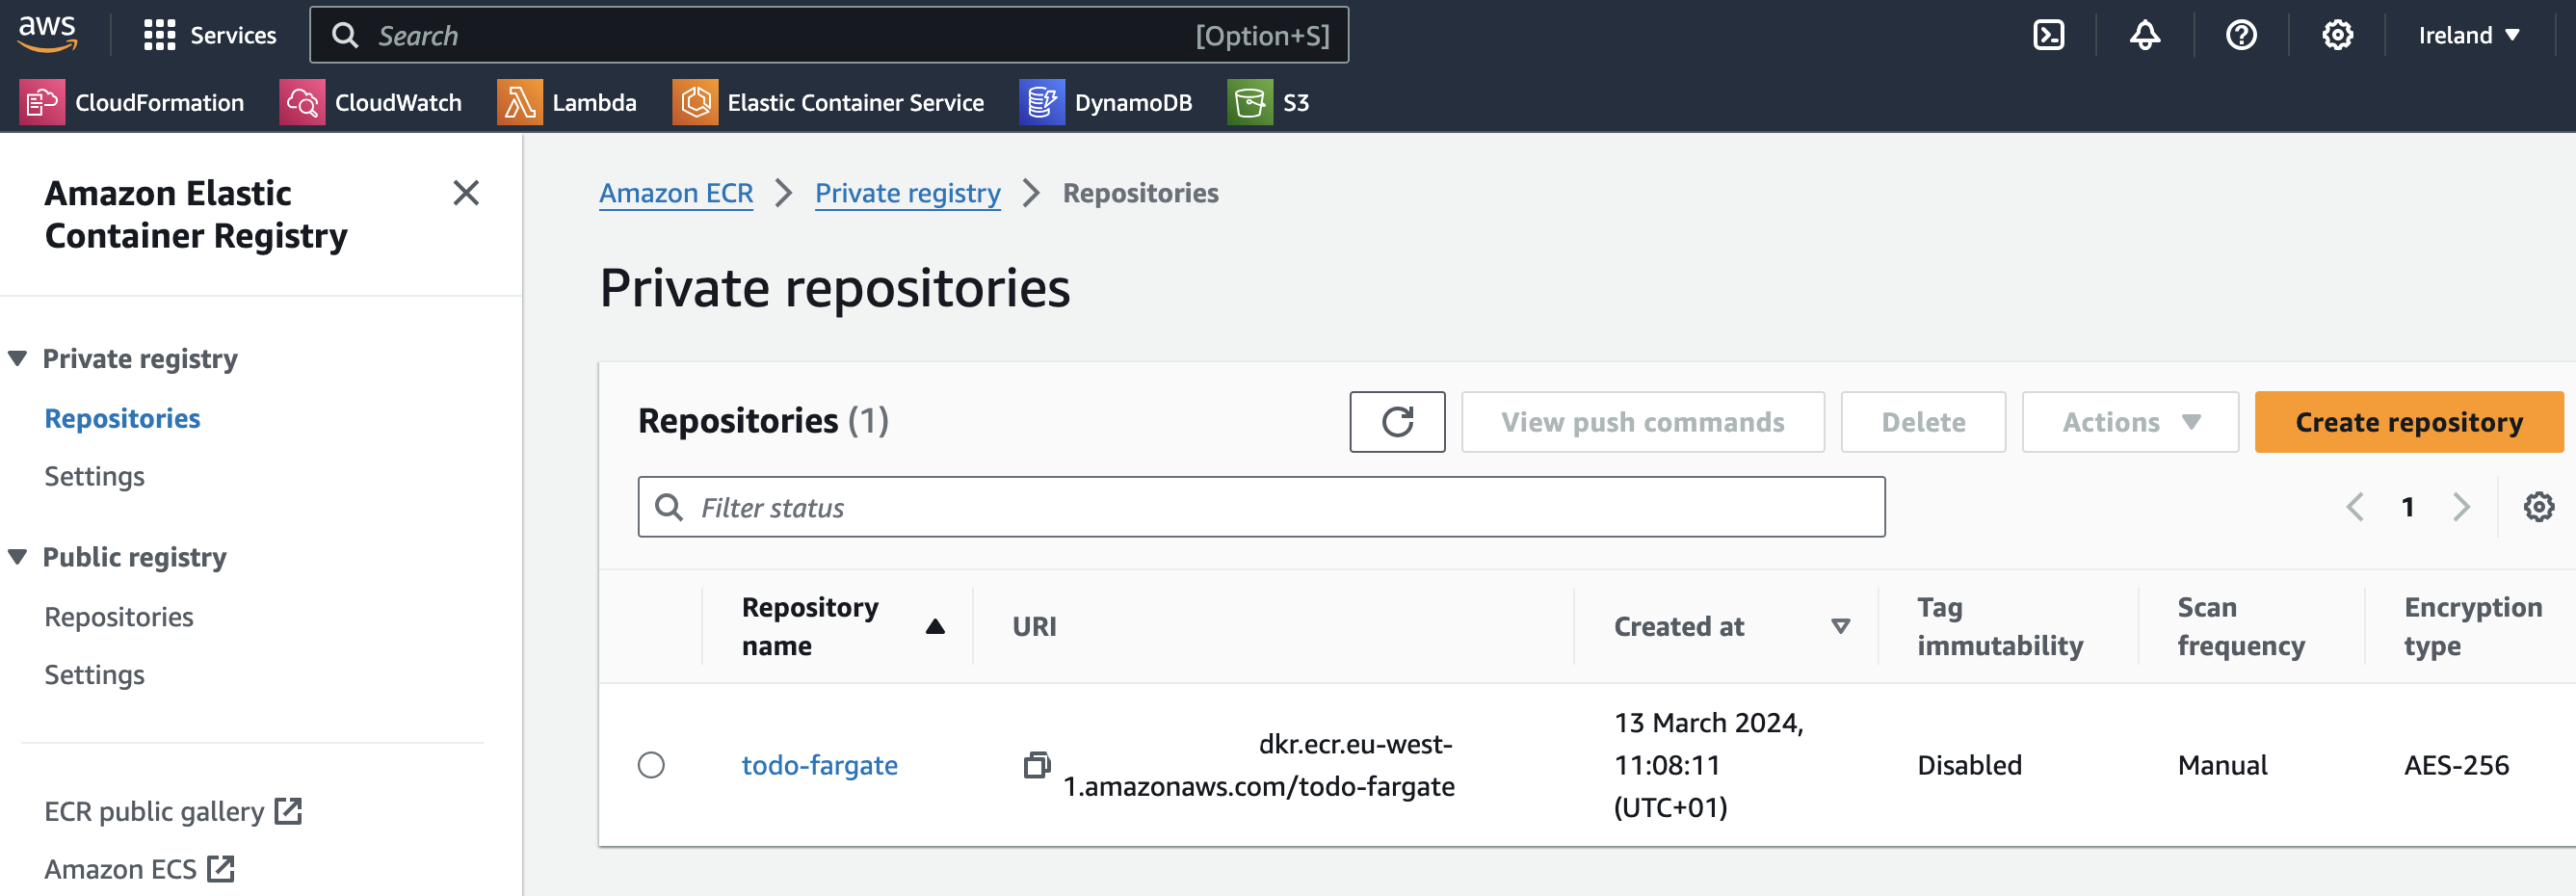 aws Services Search [Option+S] Ireland
CloudFormation CloudWatch Lambda Elastic Container Service DynamoDB S3
Amazon Elastic
Container Registry
Private registry
Repositories
Settings
Public registry
Repositories
Settings
ECR public gallery
Amazon ECS
Amazon ECR Private registry Repositories
Private repositories
Repositories (1) View push commands Delete Actions Create repository
Filter status 1
Repository
name
URI
Created at
Tag
immutability
Scan
frequency
Encryption
type
todo-fargate
dkr.ecr.eu-west-
1.amazonaws.com/todo-fargate
13 March 2024,
11:08:11
(UTC+01)
Disabled
Manual
AES-256